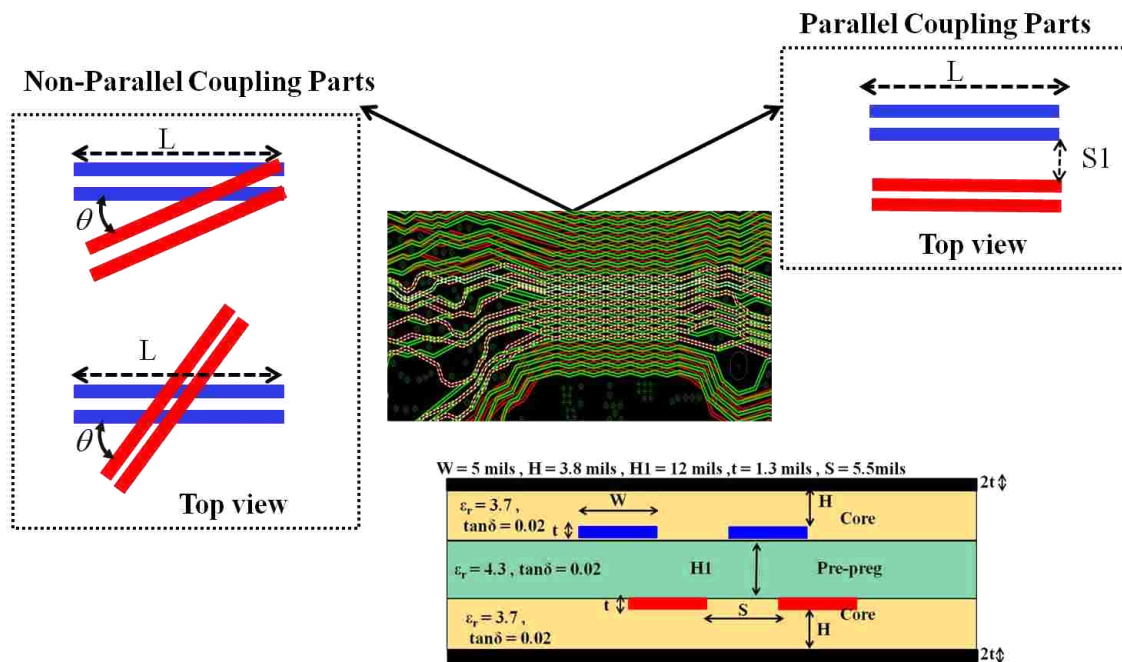 Parallel Coupling Parts
L
S1
Top view
Non-Parallel Coupling Parts
L
θ
L
θ
Top view
W = 5 mils , H = 3.8 mils , H1 = 12 mils ,t = 1.3 mils , S = 5.5mils
2t
W
H
εr = 3.7 ,
tanδ = 0.02
t
Core
εr = 4.3 , tanδ = 0.02
H1
Pre-preg
t
S
Core
εr = 3.7 ,
tanδ = 0.02
H
2t